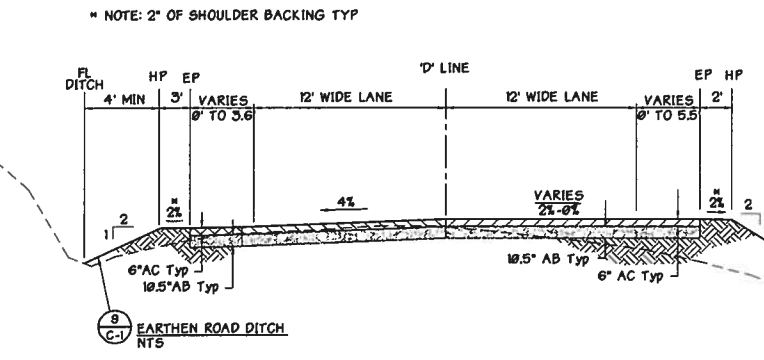 * NOTE: 2" OF SHOULDER BACKING TYP
'D' LINE
FL
DITCH
HP EP
EP HP
4' MIN
3'
VARIES
0' TO 3.6
12' WIDE LANE
12' WIDE LANE
VARIES
0' TO 5.5
2'
*
2%
4%
VARIES
2%-0%
*
2%
2
1
2
6"AC Typ
10.5"AB Typ
10.5" AB Typ
6" AC Typ
9
C-1
EARTHEN ROAD DITCH
NTS